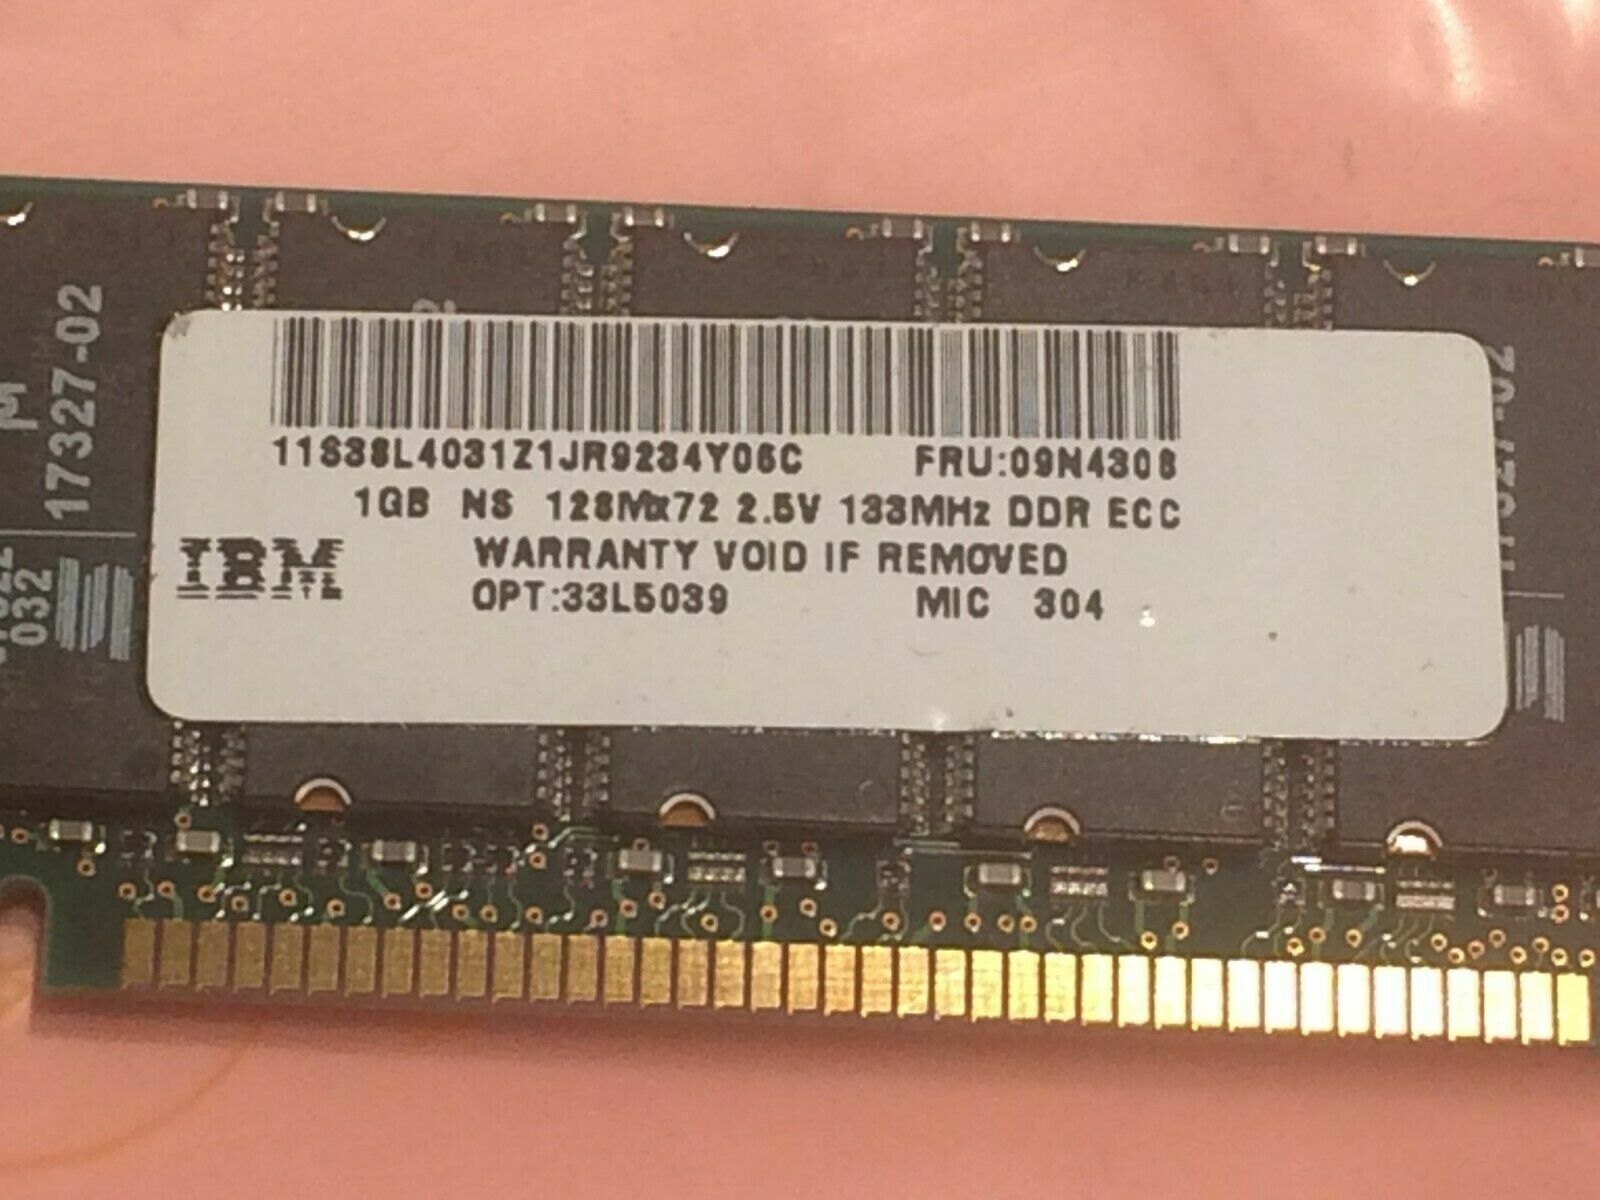 11S38L4031Z1JR9234Y06C FRU:09N4308
1GB NS 128Mx72 2.5V 133MHz DDR ECC
IBM
WARRANTY VOID IF REMOVED
OPT:33L5039 MIC 304
17327-02
032